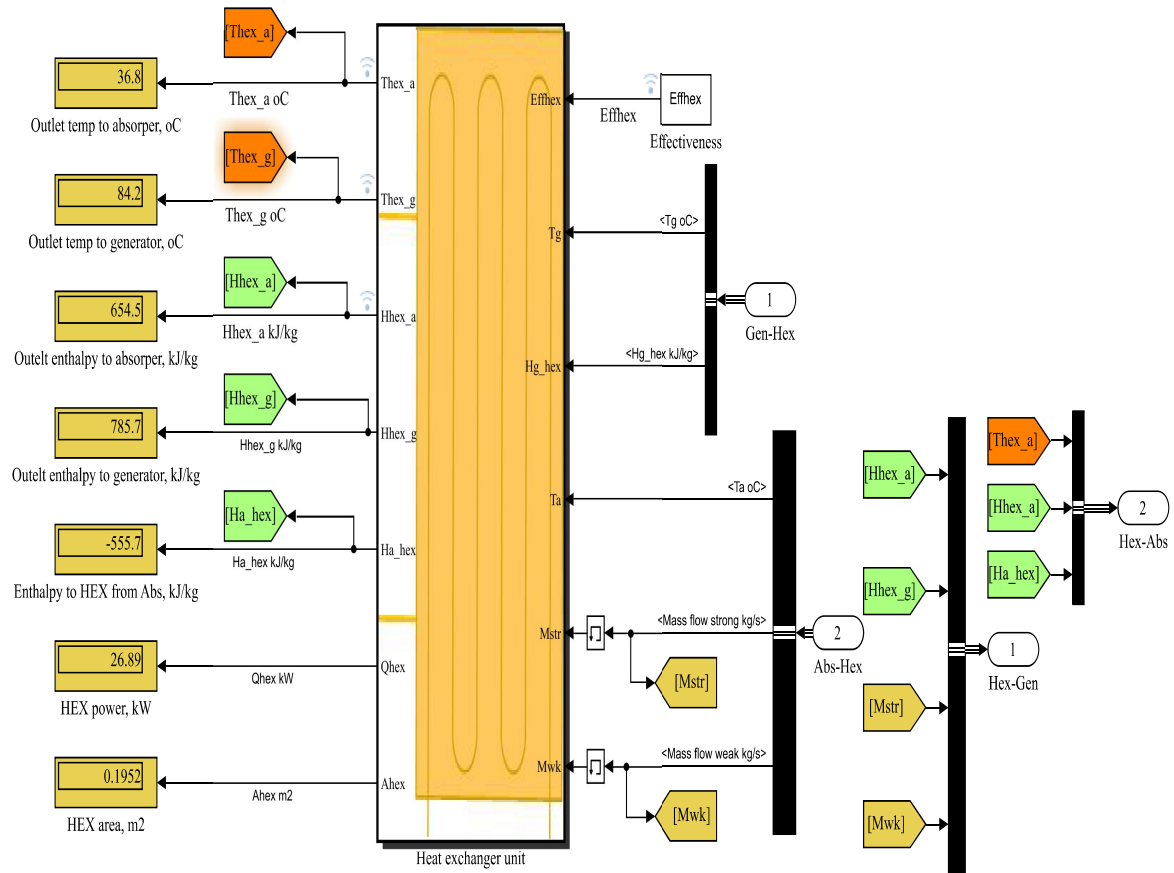 [Thex_a]
36.8
Thex_a oC
Outlet temp to absorper, oC
[Thex_g]
84.2
Thex_g oC
Outlet temp to generator, oC
[Hhex_a]
654.5
Hhex_a kJ/kg
Outelt enthalpy to absorper, kJ/kg
[Hhex_g]
785.7
Hhex_g kJ/kg
Outelt enthalpy to generator, kJ/kg
[Ha_hex]
-555.7
Ha_hex kJ/kg
Enthalpy to HEX from Abs, kJ/kg
26.89
Qhex kW
HEX power, kW
0.1952
Ahex m2
HEX area, m2
Thex_a
Thex_g
Hhex_a
Hhex_g
Ha_hex
Qhex
Ahex
Effhex
Tg
Hg_hex
Ta
Mstr
Mwk
Heat exchanger unit
Effhex
Effhex
Effectiveness
<Tg oC>
1
Gen-Hex
<Hg_hex kJ/kg>
<Ta oC>
<Mass flow strong kg/s>
[Mstr]
2
Abs-Hex
<Mass flow weak kg/s>
[Mwk]
[Hhex_a]
[Hhex_g]
[Mstr]
[Mwk]
1
Hex-Gen
[Thex_a]
[Hhex_a]
[Ha_hex]
2
Hex-Abs